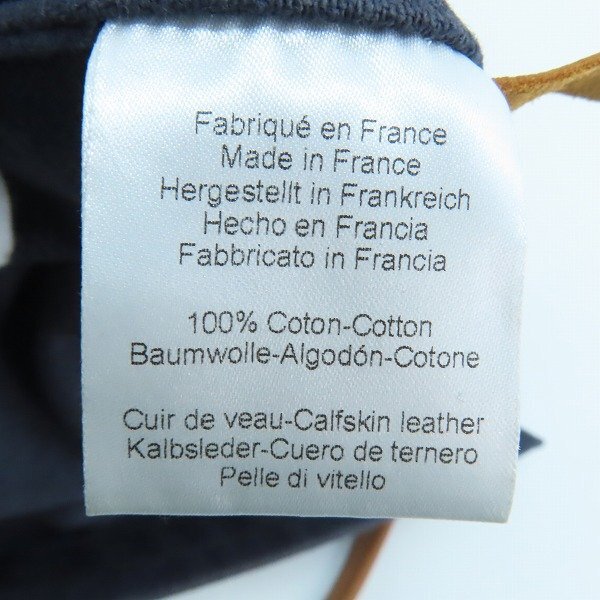 Fabriqué en France
Made in France
Hergestellt in Frankreich
Hecho en Francia
Fabbricato in Francia
100% Coton-Cotton
Baumwolle-Algodón-Cotone
Cuir de veau-Calfskin leather
Kalbsleder-Cuero de ternero
Pelle di vitello